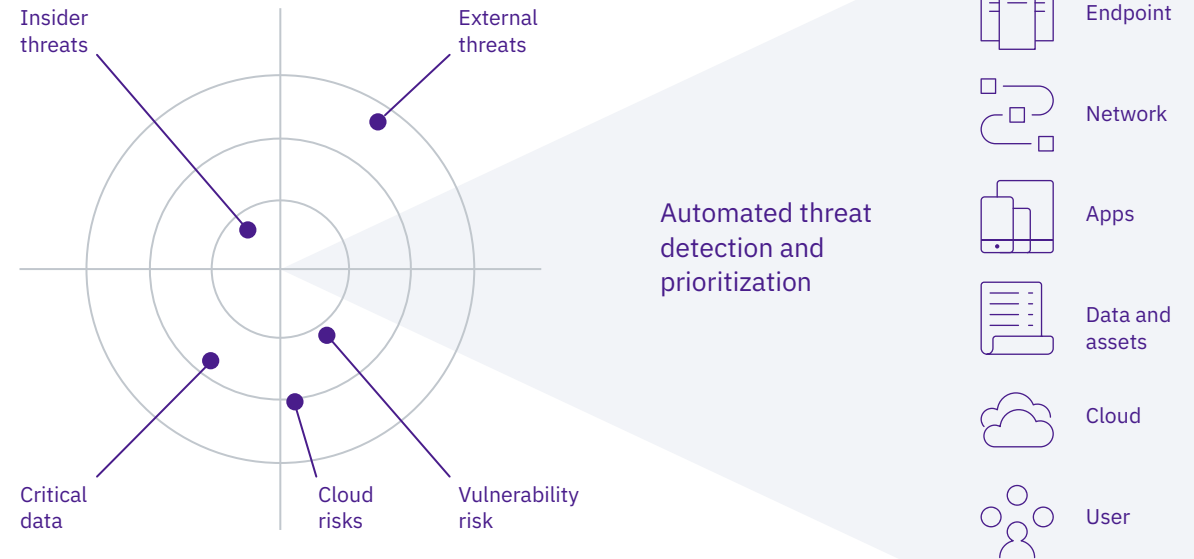 Insider
threats
External
threats
Critical
data
Cloud
risks
Vulnerability
risk
Automated threat
detection and
prioritization
Endpoint
Network
Apps
Data and
assets
Cloud
User